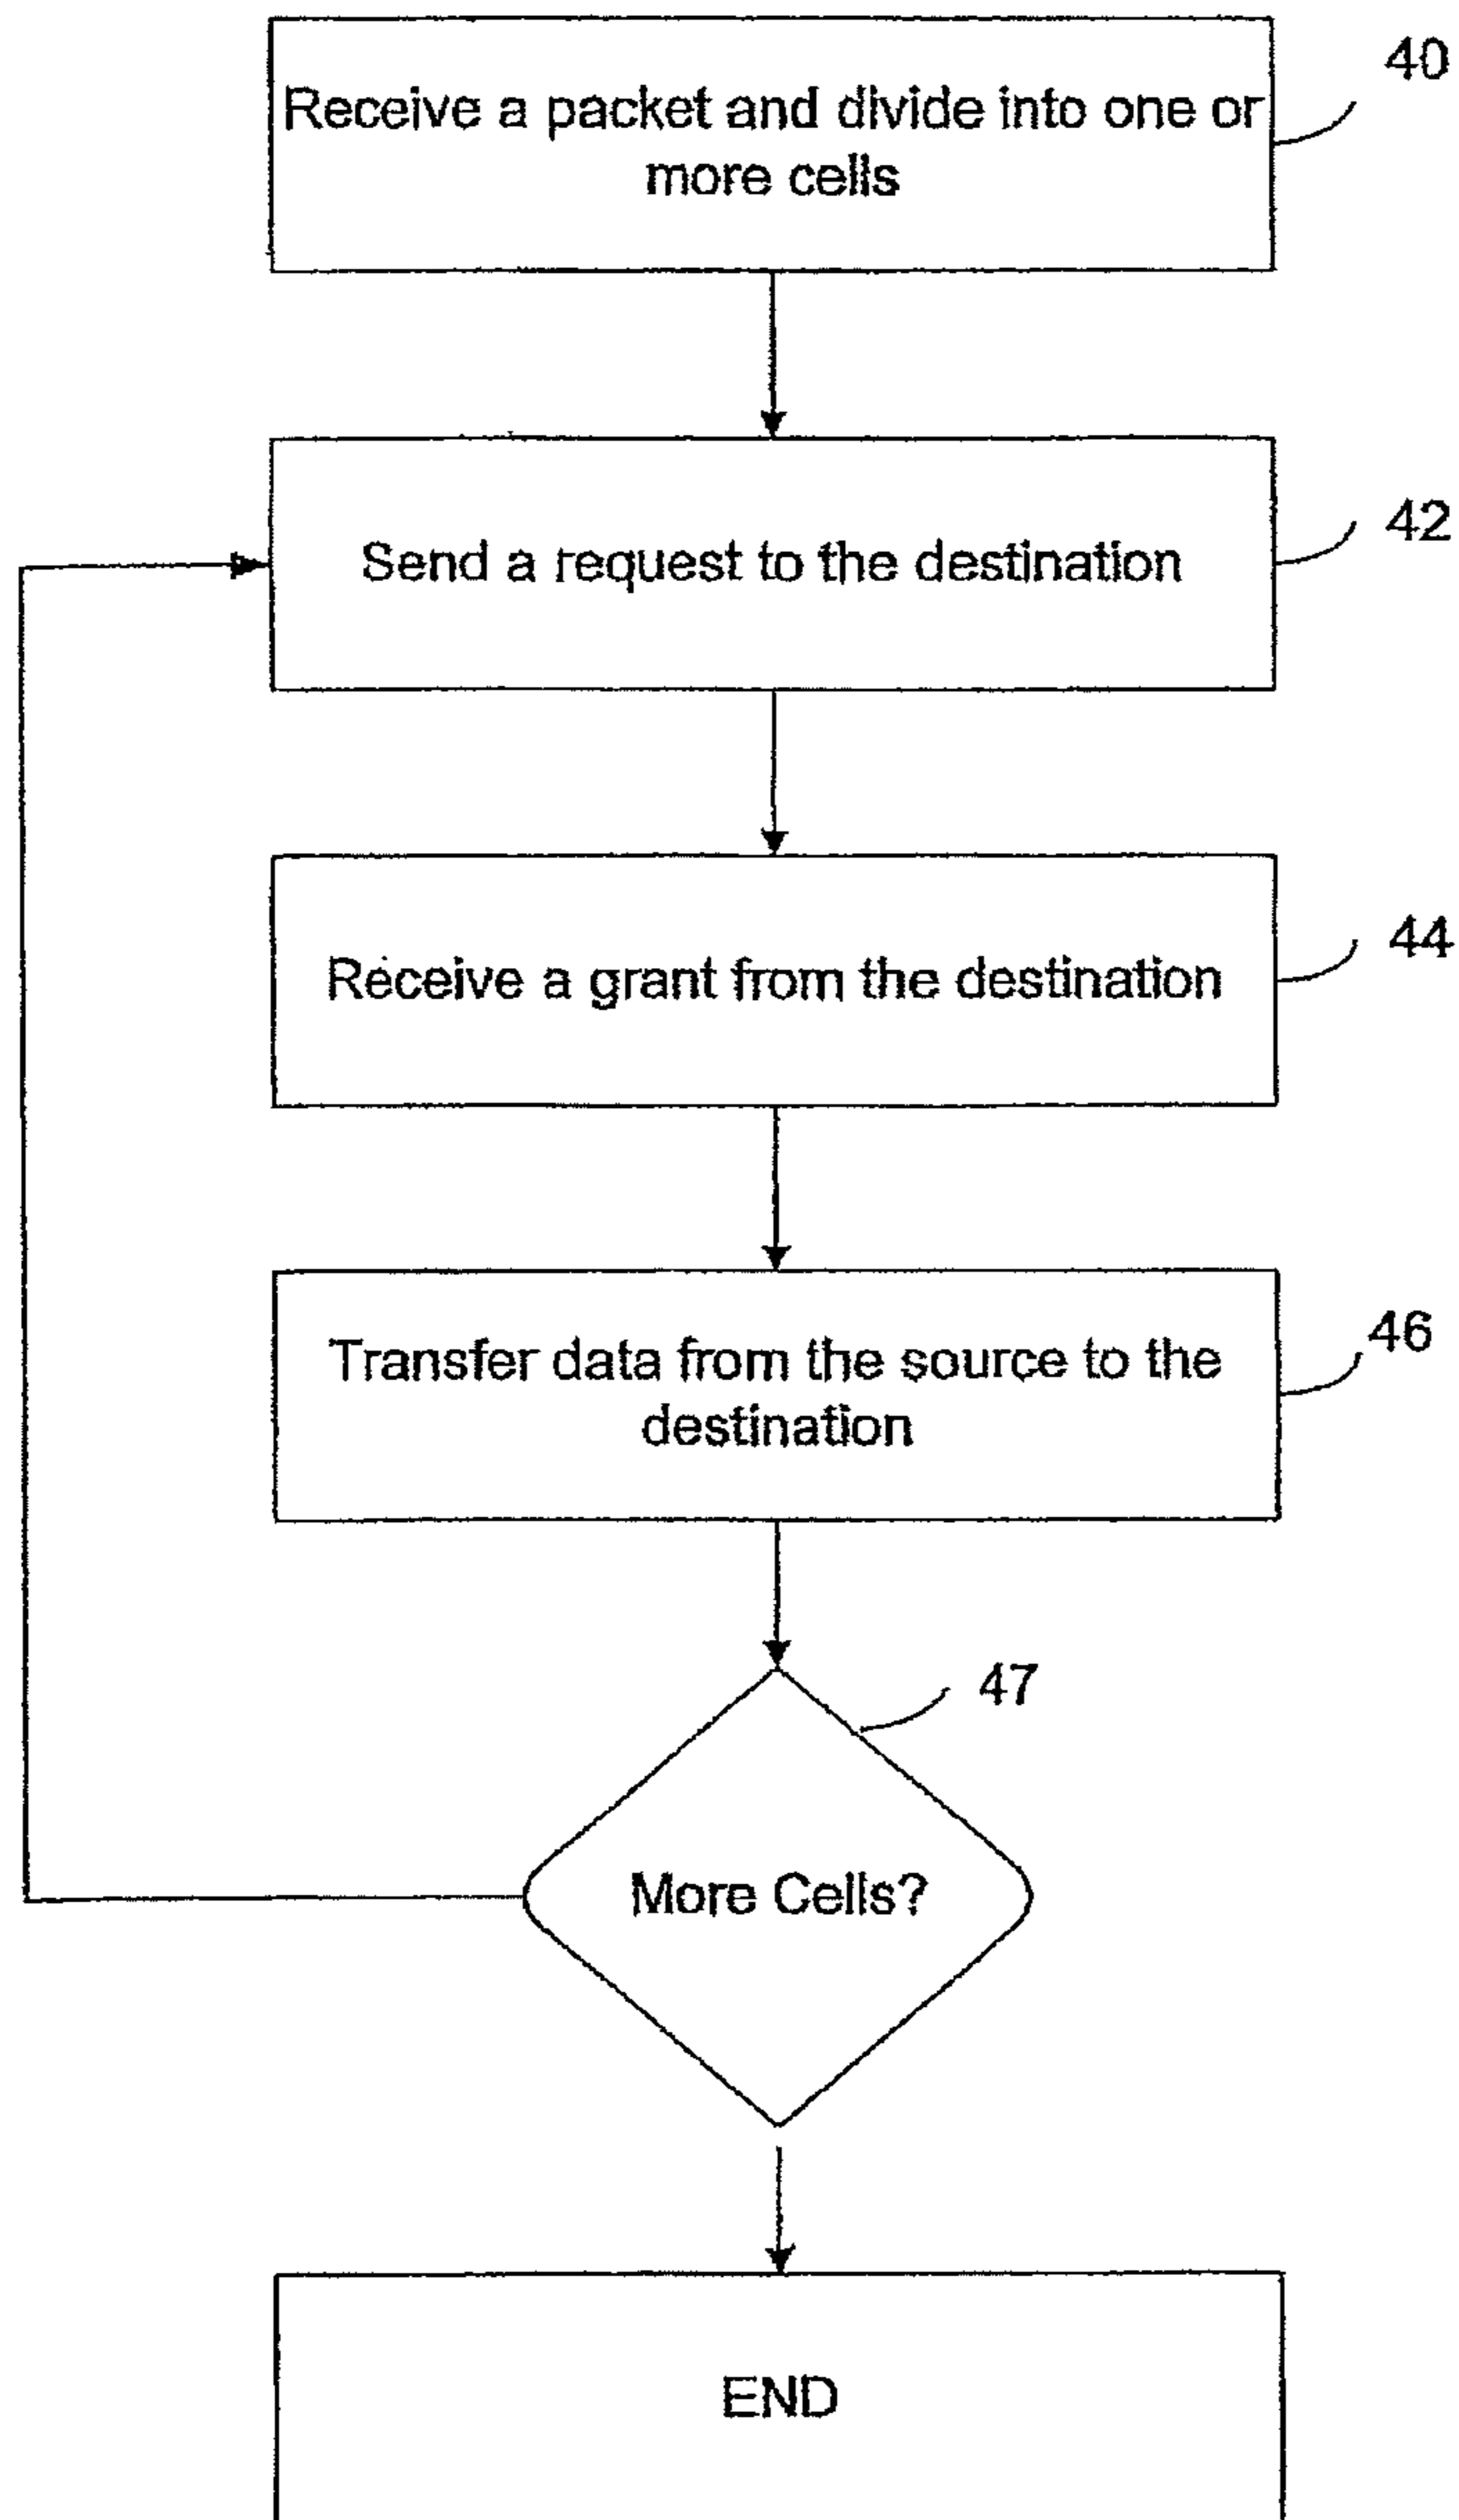 Receive a packet and divide into one or
more cells
40
Send a request to the destination
42
Receive a grant from the destination
44
Transfer data from the source to the
destination
46
47
More Cells?
END